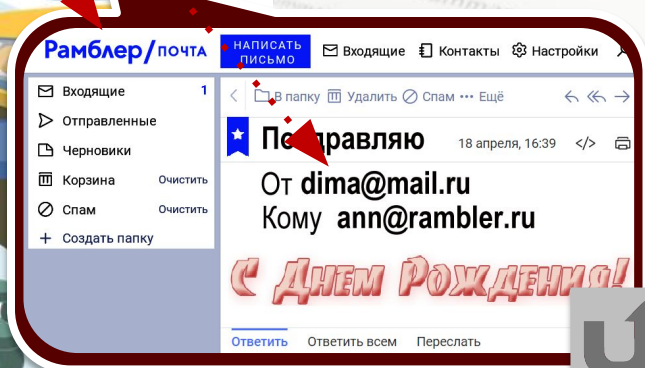 Рамблер/почта
НАПИСАТЬ ПИСЬМО
Входящие
Контакты
Настройки
Входящие 1
Отправленные
Черновики
Корзина Очистить
Спам Очистить
+ Создать папку
< В папку Удалить Спам ••• Ещё
Поздравляю 18 апреля, 16:39 </>
От dima@mail.ru
Кому ann@rambler.ru
С Днем Рождения!
Ответить Ответить всем Переслать